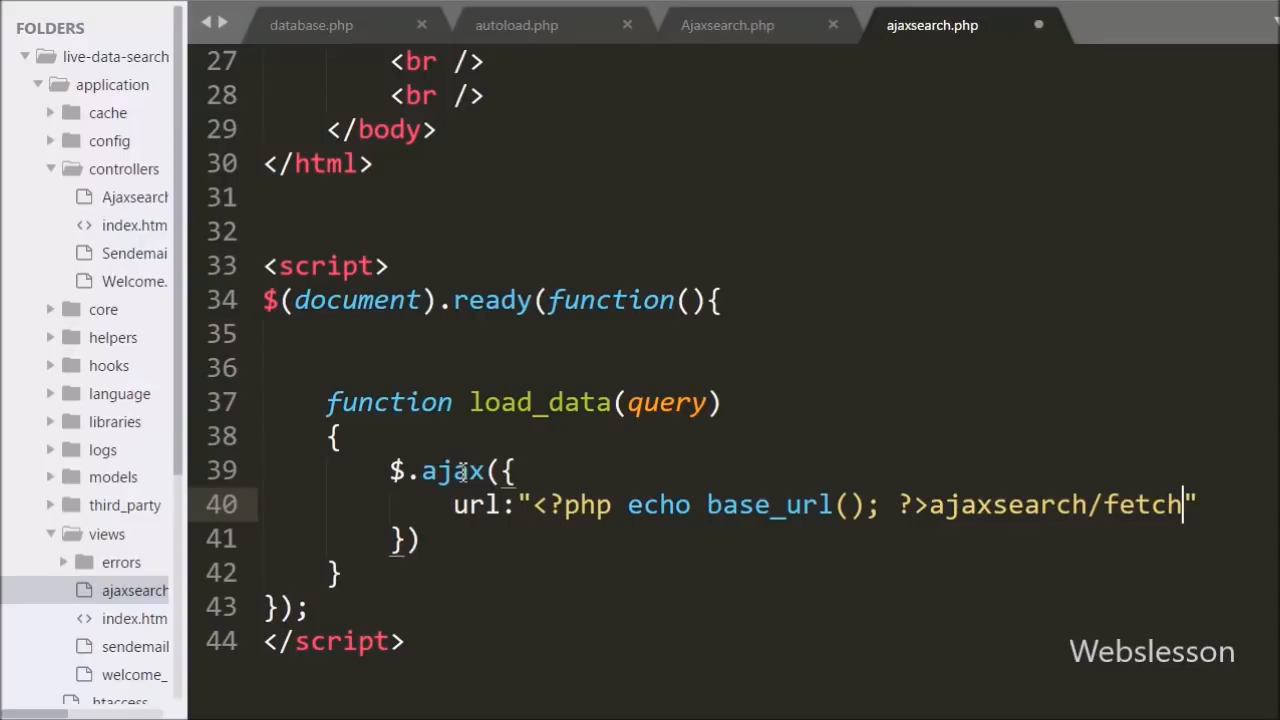 FOLDERS
live-data-search
application
cache
config
controllers
Ajaxsearch
index.htm
Sendemai
Welcome.
core
helpers
hooks
language
libraries
logs
models
third_party
views
errors
ajaxsearch
index.htm
sendemail
welcome_
.htaccess
database.php
autoload.php
Ajaxsearch.php
ajaxsearch.php
27 <br />
28 <br />
29 </body>
30 </html>
31
32
33 <script>
34 $(document).ready(function(){
35
36
37 function load_data(query)
38 {
39 $.ajax({
40 url:"<?php echo base_url(); ?>ajaxsearch/fetch"
41 })
42 }
43 });
44 </script>
Webslesson